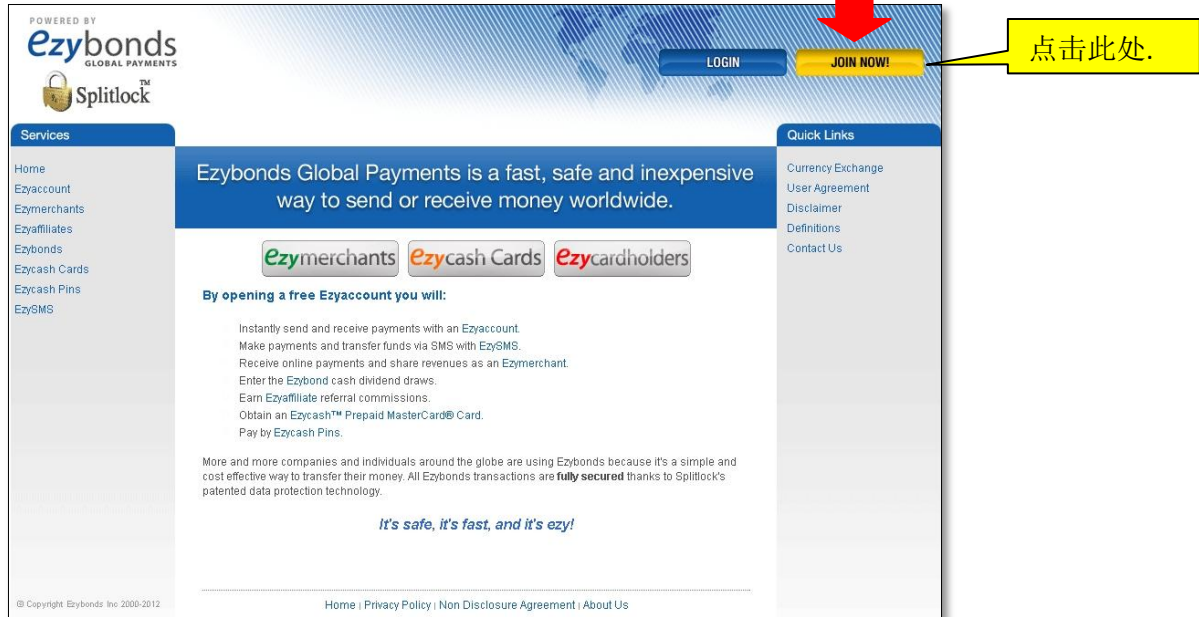 POWERED BY
ezybonds
GLOBAL PAYMENTS
Splitlock™
LOGIN
JOIN NOW!
点击此处.
Services
Home
Ezyaccount
Ezymerchants
Ezyaffiliates
Ezybonds
Ezycash Cards
Ezycash Pins
EzySMS
Ezybonds Global Payments is a fast, safe and inexpensive
way to send or receive money worldwide.
ezymerchants
ezycash Cards
ezycardholders
By opening a free Ezyaccount you will:
Instantly send and receive payments with an Ezyaccount.
Make payments and transfer funds via SMS with EzySMS.
Receive online payments and share revenues as an Ezymerchant.
Enter the Ezybond cash dividend draws.
Earn Ezyaffiliate referral commissions.
Obtain an Ezycash™ Prepaid MasterCard® Card.
Pay by Ezycash Pins.
More and more companies and individuals around the globe are using Ezybonds because it's a simple and
cost effective way to transfer their money. All Ezybonds transactions are fully secured thanks to Splitlock's
patented data protection technology.
It's safe, it's fast, and it's ezy!
Quick Links
Currency Exchange
User Agreement
Disclaimer
Definitions
Contact Us
© Copyright Ezybonds Inc 2000-2012
Home | Privacy Policy | Non Disclosure Agreement | About Us